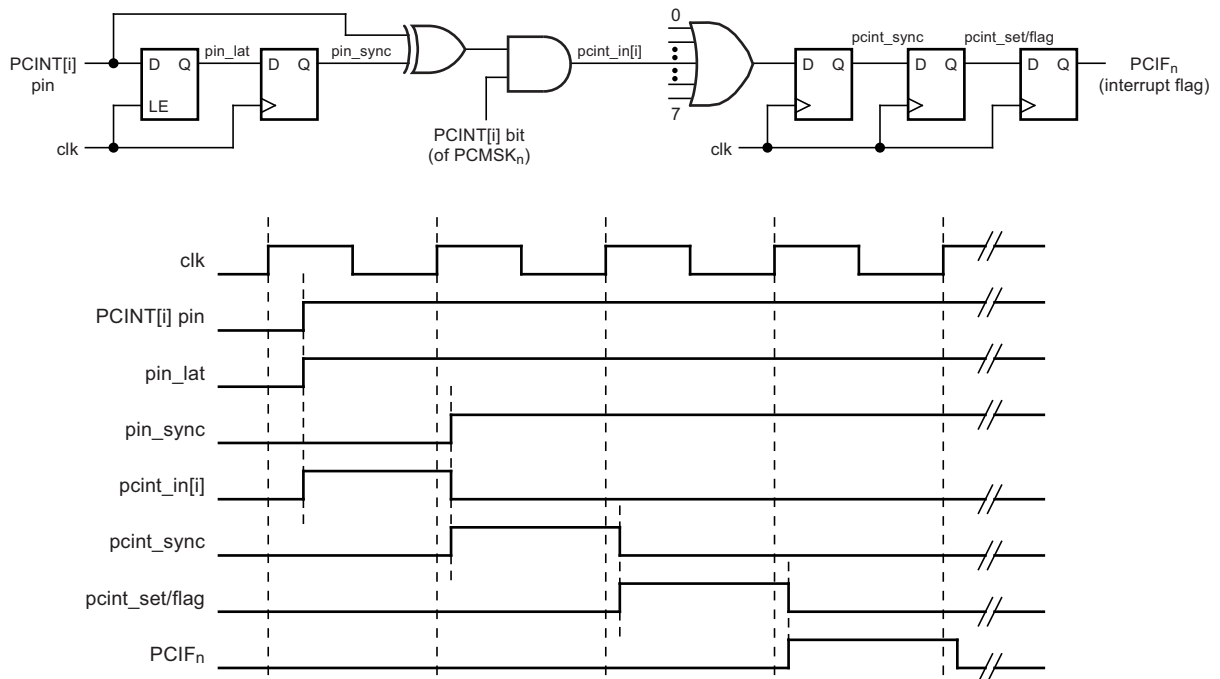 0
pin_lat
pin_sync
pcint_sync
pcint_set/flag
PCINT[i]
pin
D Q
D Q
pcint_in[i]
D Q
D Q
D Q
PCIFn
(interrupt flag)
LE
7
clk
PCINT[i] bit
(of PCMSKn)
clk
clk
PCINT[i] pin
pin_lat
pin_sync
pcint_in[i]
pcint_sync
pcint_set/flag
PCIFn